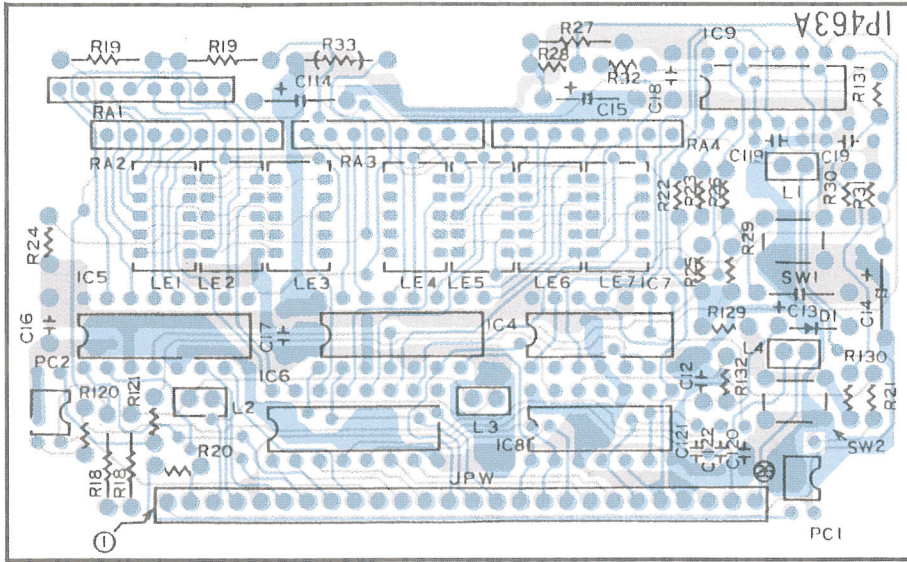 IP463A
R27
R19
R19
R33
IC9
R28
R32
R131
C114
C15
C18
RA1
RA2
RA3
RA4
C119
C19
R22
R23
R26
L1
R30
R31
R24
R29
R25
IC5
LE1
LE2
LE3
LE4
LE5
LE6
LE7
IC7
SW1
C13
C14
C16
C17
IC4
R129
D1
PC2
IC6
L4
R130
C12
R132
R21
R120
R121
L2
L3
IC8
C121
C122
C120
SW2
R18
R18
R20
JPW
1
PC1